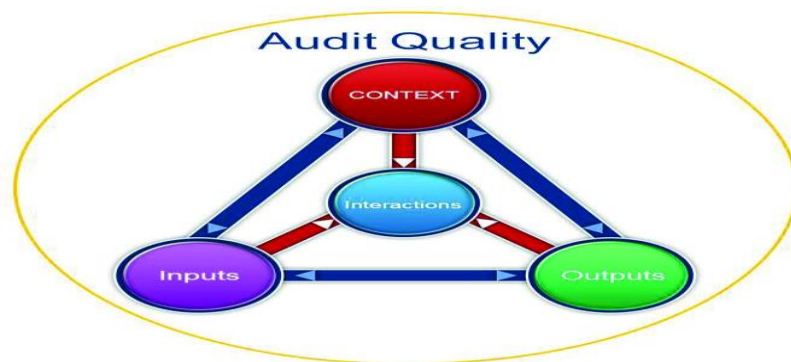 Audit Quality
CONTEXT
Interactions
Inputs
Outputs